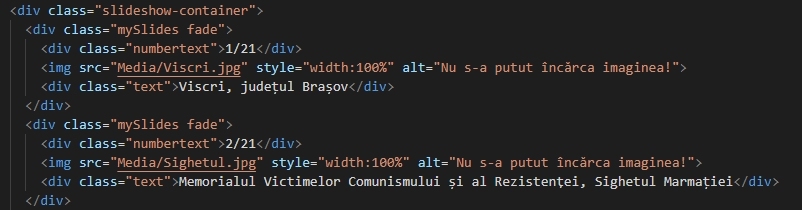 <div class="slideshow-container">
<div class="mySlides fade">
<div class="numbertext">1/21</div>
<img src="Media/Viscri.jpg" style="width:100%" alt="Nu s-a putut încărca imaginea!">
<div class="text">Viscri, județul Brașov</div>
</div>
<div class="mySlides fade">
<div class="numbertext">2/21</div>
<img src="Media/Sighetul.jpg" style="width:100%" alt="Nu s-a putut încărca imaginea!">
<div class="text">Memorialul Victimelor Comunismului și al Rezistenței, Sighetul Marmației</div>
</div>